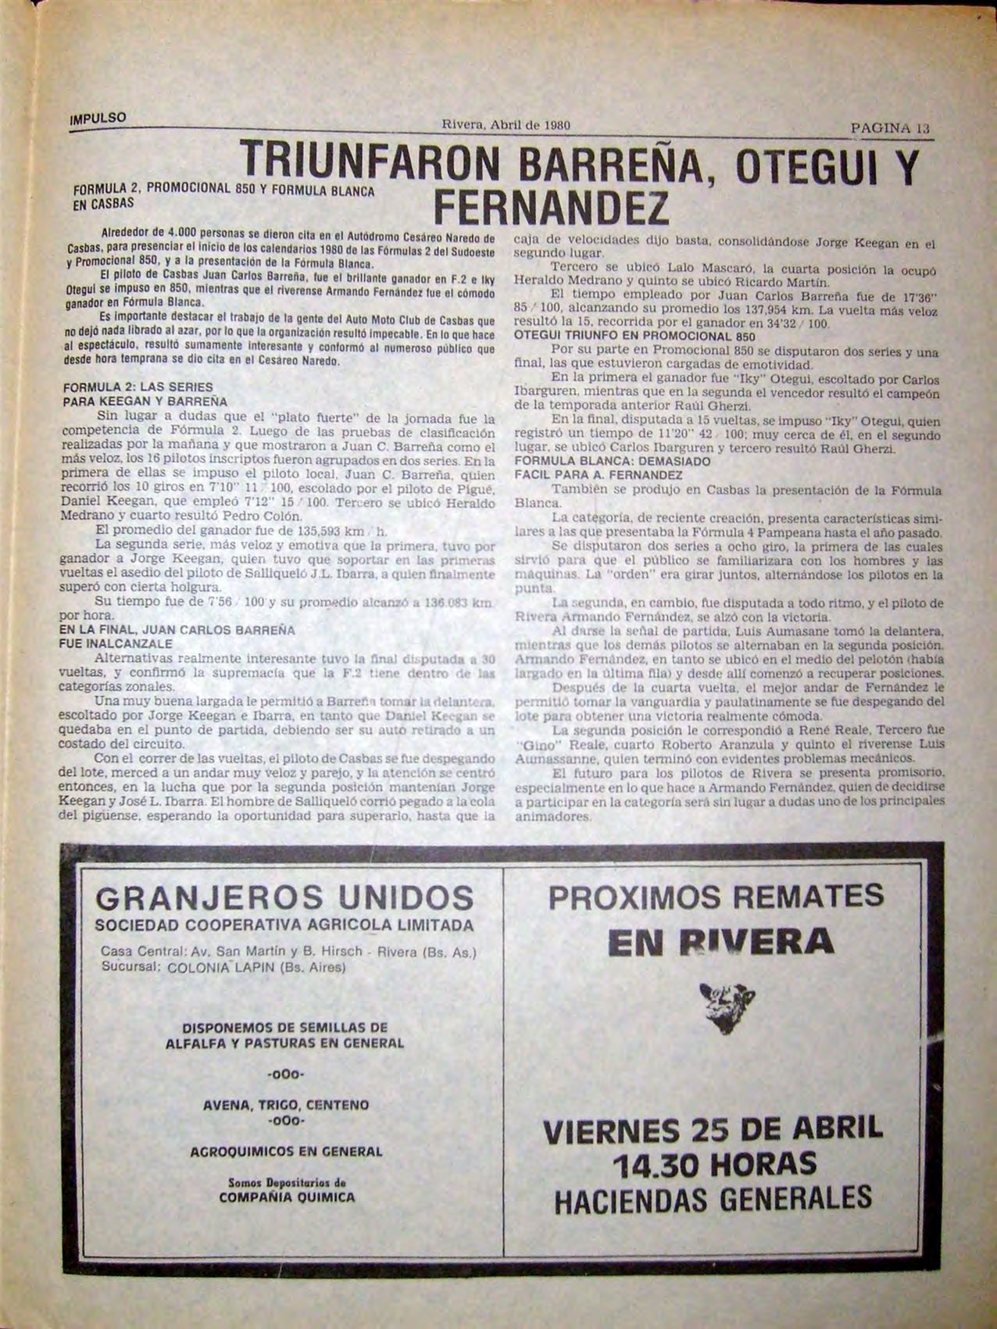 IMPULSO
Rivera, Abril de 1980
PAGINA 13
TRIUNFARON BARREÑA, OTEGUI Y
FERNANDEZ
FORMULA 2, PROMOCIONAL 850 Y FORMULA BLANCA
EN CASBAS
Alrededor de 4.000 personas se dieron cita en el Autódromo Cesáreo Naredo de
Casbas, para presenciar el inicio de los calendarios 1980 de las Fórmulas 2 del Sudoeste
y Promocional 850, y a la presentación de la Fórmula Blanca.
El piloto de Casbas Juan Carlos Barreña, fue el brillante ganador en F.2 e Iky
Otegui se impuso en 850, mientras que el riverense Armando Fernández fue el cómodo
ganador en Fórmula Blanca.
Es importante destacar el trabajo de la gente del Auto Moto Club de Casbas que
no dejó nada librado al azar, por lo que la organización resultó impecable. En lo que hace
al espectáculo, resultó sumamente interesante y conformó al numeroso público que
desde hora temprana se dio cita en el Cesáreo Naredo.
FORMULA 2: LAS SERIES
PARA KEEGAN Y BARREÑA
Sin lugar a dudas que el "plato fuerte" de la jornada fue la
competencia de Fórmula 2. Luego de las pruebas de clasificación
realizadas por la mañana y que mostraron a Juan C. Barreña como el
más veloz, los 16 pilotos inscriptos fueron agrupados en dos series. En la
primera de ellas se impuso el piloto local, Juan C. Barreña, quien
recorrió los 10 giros en 7'10" 11 / 100, escolado por el piloto de Pigué,
Daniel Keegan, que empleó 7'12" 15 / 100. Tercero se ubicó Heraldo
Medrano y cuarto resultó Pedro Colón.
El promedio del ganador fue de 135,593 km / h.
La segunda serie, más veloz y emotiva que la primera, tuvo por
ganador a Jorge Keegan, quien tuvo que soportar en las primeras
vueltas el asedio del piloto de Salliqueló J.L. Ibarra, a quien finalmente
superó con cierta holgura.
Su tiempo fue de 7'56 / 100 y su promedio alcanzó a 136.083 km
por hora.
EN LA FINAL, JUAN CARLOS BARREÑA
FUE INALCANZALE
Alternativas realmente interesante tuvo la final disputada a 30
vueltas, y confirmó la supremacía que la F.2 tiene dentro de las
categorías zonales.
Una muy buena largada le permitió a Barreña tomar la delantera,
escoltado por Jorge Keegan e Ibarra, en tanto que Daniel Keegan se
quedaba en el punto de partida, debiendo ser su auto retirado a un
costado del circuito.
Con el correr de las vueltas, el piloto de Casbas se fue despegando
del lote, merced a un andar muy veloz y parejo, y la atención se centró
entonces, en la lucha que por la segunda posición mantenían Jorge
Keegan y José L. Ibarra. El hombre de Salliqueló corrió pegado a la cola
del pigüense, esperando la oportunidad para superarlo, hasta que la
caja de velocidades dijo basta, consolidándose Jorge Keegan en el
segundo lugar.
Tercero se ubicó Lalo Mascaró, la cuarta posición la ocupó
Heraldo Medrano y quinto se ubicó Ricardo Martín.
El tiempo empleado por Juan Carlos Barreña fue de 17'36"
85 / 100, alcanzando su promedio los 137,954 km. La vuelta más veloz
resultó la 15, recorrida por el ganador en 34'32 / 100.
OTEGUI TRIUNFO EN PROMOCIONAL 850
Por su parte en Promocional 850 se disputaron dos series y una
final, las que estuvieron cargadas de emotividad.
En la primera el ganador fue "Iky" Otegui, escoltado por Carlos
Ibarguren, mientras que en la segunda el vencedor resultó el campeón
de la temporada anterior Raúl Gherzi.
En la final, disputada a 15 vueltas, se impuso "Iky" Otegui, quien
registró un tiempo de 11'20" 42 / 100; muy cerca de él, en el segundo
lugar, se ubicó Carlos Ibarguren y tercero resultó Raúl Gherzi.
FORMULA BLANCA: DEMASIADO
FACIL PARA A. FERNANDEZ
También se produjo en Casbas la presentación de la Fórmula
Blanca.
La categoría, de reciente creación, presenta características simi-
lares a las que presentaba la Fórmula 4 Pampeana hasta el año pasado.
Se disputaron dos series a ocho giro, la primera de las cuales
sirvió para que el público se familiarizara con los hombres y las
máquinas. La "orden" era girar juntos, alternándose los pilotos en la
punta.
La segunda, en cambio, fue disputada a todo ritmo, y el piloto de
Rivera Armando Fernández, se alzó con la victoria.
Al darse la señal de partida, Luis Aumasane tomó la delantera,
mientras que los demás pilotos se alternaban en la segunda posición.
Armando Fernández, en tanto se ubicó en el medio del pelotón (había
largado en la última fila) y desde allí comenzó a recuperar posiciones.
Después de la cuarta vuelta, el mejor andar de Fernández le
permitió tomar la vanguardia y paulatinamente se fue despegando del
lote para obtener una victoria realmente cómoda.
La segunda posición le correspondió a René Reale, Tercero fue
"Gino" Reale, cuarto Roberto Aranzula y quinto el riverense Luis
Aumassanne, quien terminó con evidentes problemas mecánicos.
El futuro para los pilotos de Rivera se presenta promisorio,
especialmente en lo que hace a Armando Fernández, quien de decidirse
a participar en la categoría será sin lugar a dudas uno de los principales
animadores.
GRANJEROS UNIDOS
SOCIEDAD COOPERATIVA AGRICOLA LIMITADA
Casa Central: Av. San Martín y B. Hirsch - Rivera (Bs. As.)
Sucursal: COLONIA LAPIN (Bs. Aires)
DISPONEMOS DE SEMILLAS DE
ALFALFA Y PASTURAS EN GENERAL
-oOo-
AVENA, TRIGO, CENTENO
-oOo-
AGROQUIMICOS EN GENERAL
Somos Depositarios de
COMPAÑIA QUIMICA
PROXIMOS REMATES
EN RIVERA
VIERNES 25 DE ABRIL
14.30 HORAS
HACIENDAS GENERALES